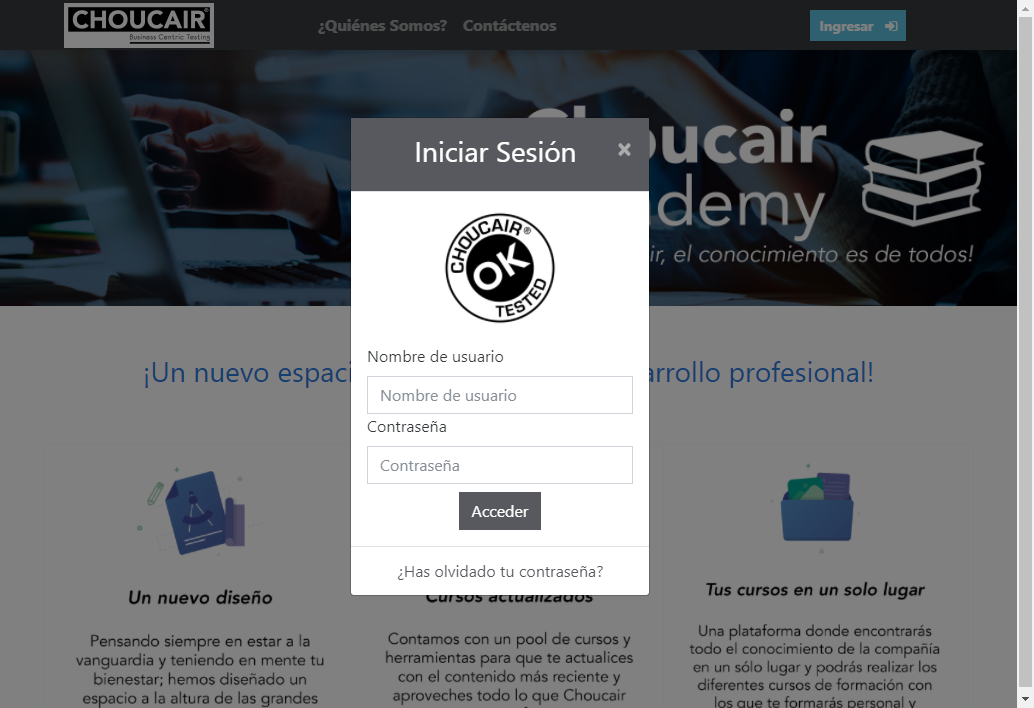 CHOUCAIR®
Business Centric Testing
¿Quiénes Somos?
Contáctenos
Ingresar
Choucair
demy
ir, el conocimiento es de todos!
Iniciar Sesión
×
CHOUCAIR®
OK
TESTED
Nombre de usuario
Nombre de usuario
Contraseña
Contraseña
Acceder
¿Has olvidado tu contraseña?
¡Un nuevo espaci
arrollo profesional!
Un nuevo diseño
Pensando siempre en estar a la
vanguardia y teniendo en mente tu
bienestar; hemos diseñado un
espacio a la altura de las grandes
Cursos actualizados
Contamos con un pool de cursos y
herramientas para que te actualices
con el contenido más reciente y
aproveches todo lo que Choucair
Tus cursos en un solo lugar
Una plataforma donde encontrarás
todo el conocimiento de la compañía
en un sólo lugar y podrás realizar los
diferentes cursos de formación con
los que te formarás personal y